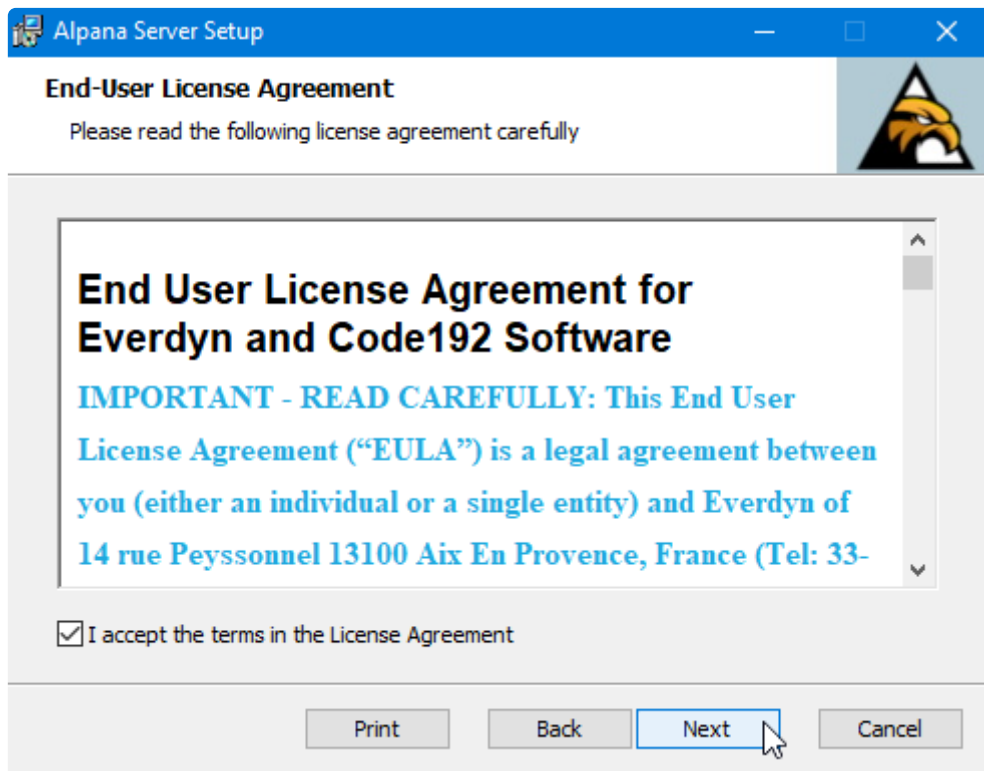 Alpana Server Setup
End-User License Agreement
Please read the following license agreement carefully
End User License Agreement for
Everdyn and Code192 Software
IMPORTANT - READ CAREFULLY: This End User
License Agreement (“EULA”) is a legal agreement between
you (either an individual or a single entity) and Everdyn of
14 rue Peyssonnel 13100 Aix En Provence, France (Tel: 33-
I accept the terms in the License Agreement
Print Back Next Cancel